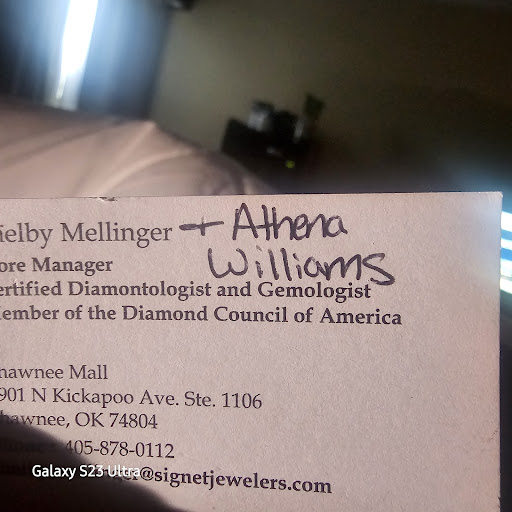 ielby Mellinger + Athena
Williams
ore Manager
ertified Diamontologist and Gemologist
ember of the Diamond Council of America
hawnee Mall
901 N Kickapoo Ave. Ste. 1106
hawnee, OK 74804
405-878-0112
@signetjewelers.com
Galaxy S23 Ultra